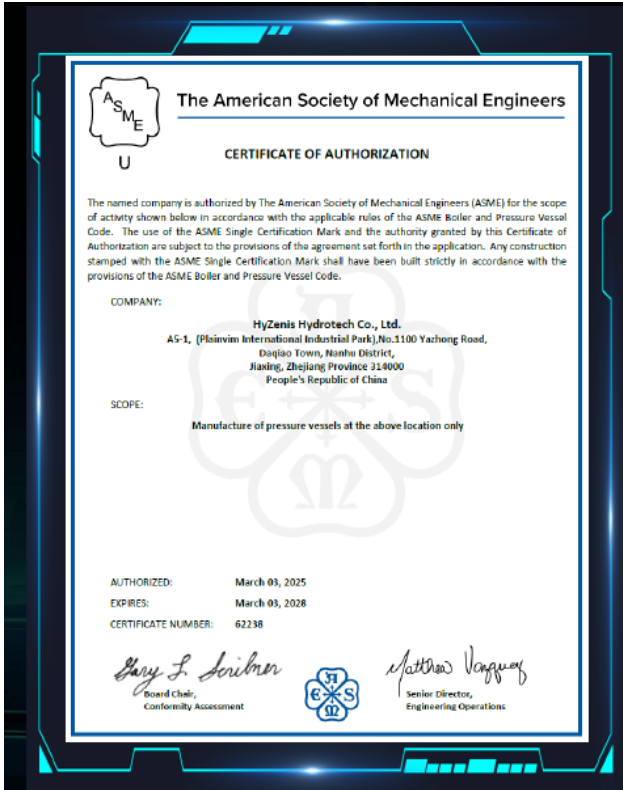 ASME
The American Society of Mechanical Engineers
U
CERTIFICATE OF AUTHORIZATION
The named company is authorized by The American Society of Mechanical Engineers (ASME) for the scope
of activity shown below in accordance with the applicable rules of the ASME Boiler and Pressure Vessel
Code. The use of the ASME Single Certification Mark and the authority granted by this Certificate of
Authorization are subject to the provisions of the agreement set forth in the application. Any construction
stamped with the ASME Single Certification Mark shall have been built strictly in accordance with the
provisions of the ASME Boiler and Pressure Vessel Code.
COMPANY:
HyZenis Hydrotech Co., Ltd.
A5-1, (Plainvim International Industrial Park),No.1100 Yazhong Road,
Daqiao Town, Nanhu District,
Jiaxing, Zhejiang Province 314000
People's Republic of China
SCOPE:
Manufacture of pressure vessels at the above location only
AUTHORIZED: March 03, 2025
EXPIRES: March 03, 2028
CERTIFICATE NUMBER: 62238
Gary L. Scribner
Matthew Vazquez
Board Chair,
Conformity Assessment
Senior Director,
Engineering Operations